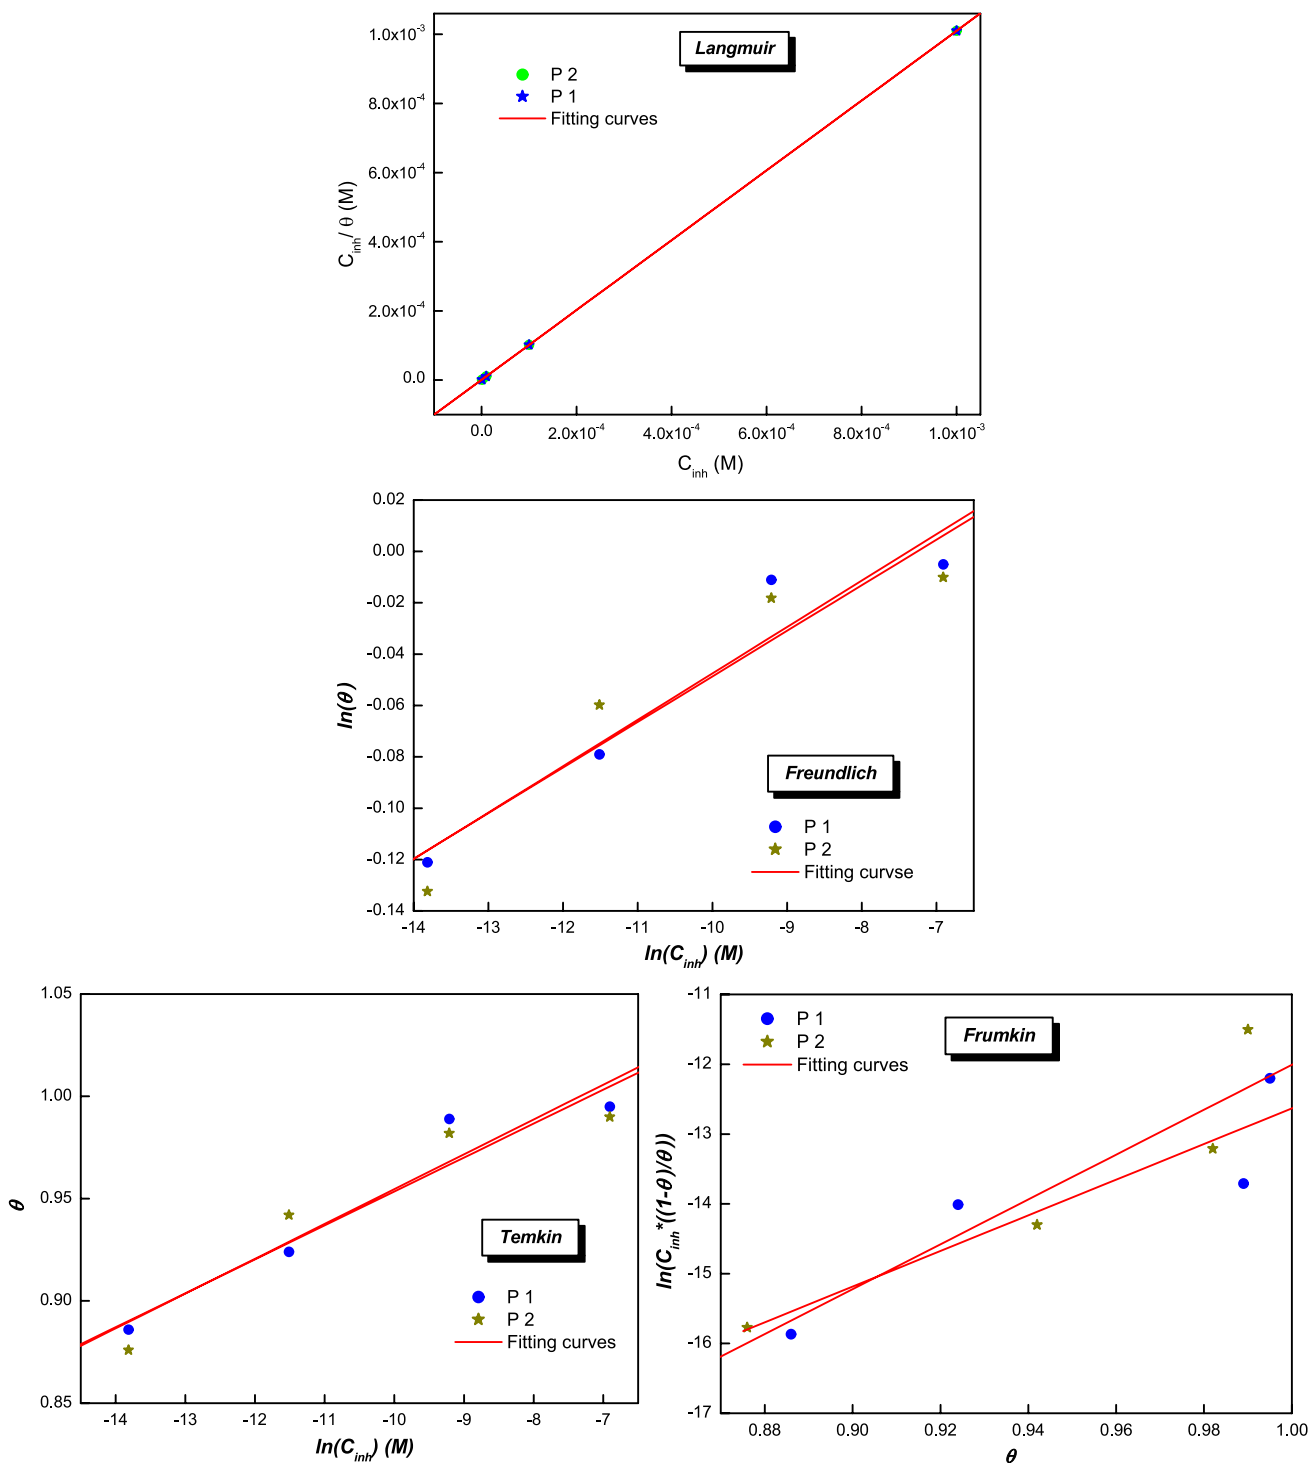 Langmuir
P 2
P 1
Fitting curves
1.0x10⁻³
8.0x10⁻⁴
6.0x10⁻⁴
4.0x10⁻⁴
2.0x10⁻⁴
0.0
C_inh/ θ (M)
0.0 2.0x10⁻⁴ 4.0x10⁻⁴ 6.0x10⁻⁴ 8.0x10⁻⁴ 1.0x10⁻³
C_inh (M)
0.02
0.00
-0.02
-0.04
-0.06
-0.08
-0.10
-0.12
-0.14
ln(θ)
Freundlich
P 1
P 2
Fitting curvse
-14 -13 -12 -11 -10 -9 -8 -7
ln(C_inh) (M)
1.05
1.00
0.95
0.90
0.85
θ
Temkin
P 1
P 2
Fitting curves
-14 -13 -12 -11 -10 -9 -8 -7
ln(C_inh) (M)
P 1
P 2
Fitting curves
Frumkin
-11
-12
-13
-14
-15
-16
-17
ln(C_inh*((1-θ)/θ))
0.88 0.90 0.92 0.94 0.96 0.98 1.00
θ